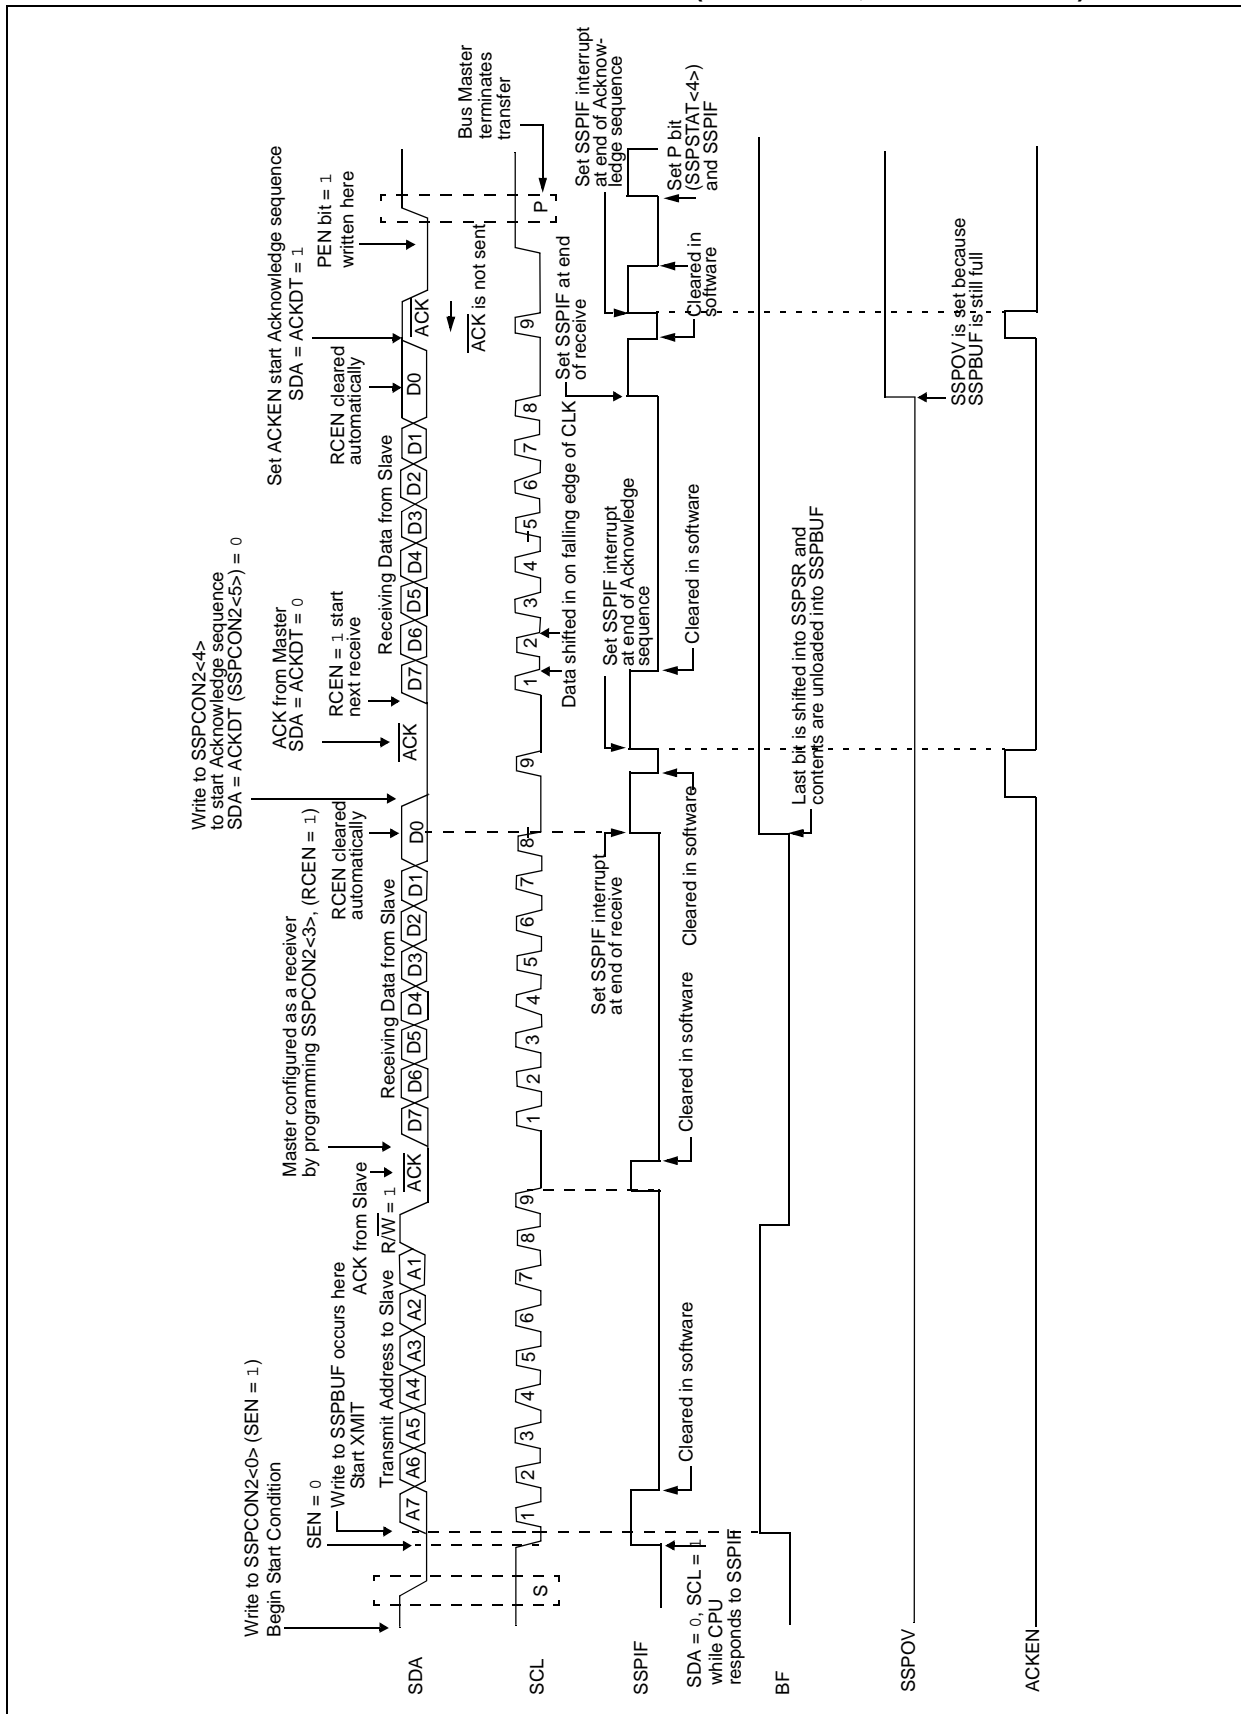 Write to SSPCON2<0> (SEN = 1)
Begin Start Condition
SEN = 0
Write to SSPBUF occurs here
Start XMIT
ACK from Slave
Transmit Address to Slave
R/W = 1
Master configured as a receiver
by programming SSPCON2<3>, (RCEN = 1)
Receiving Data from Slave
RCEN cleared
automatically
Write to SSPCON2<4>
to start Acknowledge sequence
SDA = ACKDT (SSPCON2<5>) = 0
ACK from Master
SDA = ACKDT = 0
RCEN = 1 start
next receive
Receiving Data from Slave
RCEN cleared
automatically
Set ACKEN start Acknowledge sequence
SDA = ACKDT = 1
PEN bit = 1
written here
SDA
A7 A6 A5 A4 A3 A2 A1
ACK
D7 D6 D5 D4 D3 D2 D1 D0
ACK
D7 D6 D5 D4 D3 D2 D1 D0
ACK
ACK is not sent
Bus Master
terminates
transfer
SCL
S
1 2 3 4 5 6 7 8 9
1 2 3 4 5 6 7 8 9
1 2 3 4 5 6 7 8 9
P
Data shifted in on falling edge of CLK
Set SSPIF interrupt
at end of receive
Set SSPIF interrupt
at end of Acknowledge
sequence
Set SSPIF at end
of receive
Set SSPIF interrupt
at end of Acknow-
ledge sequence
SSPIF
SDA = 0, SCL = 1
while CPU
responds to SSPIF
Cleared in software
Cleared in software
Cleared in software
Cleared in software
Cleared in software
Cleared in
software
Set P bit
(SSPSTAT<4>)
and SSPIF
BF
Last bit is shifted into SSPSR and
contents are unloaded into SSPBUF
SSPOV
SSPOV is set because
SSPBUF is still full
ACKEN